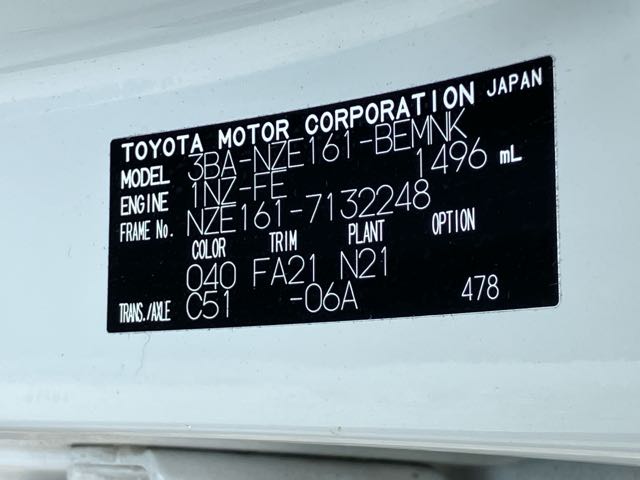 TOYOTA MOTOR CORPORATION JAPAN
MODEL 3BA-NZE161-BEMNK
ENGINE 1NZ-FE 1496 mL
FRAME No. NZE161-7132248
COLOR TRIM PLANT OPTION
040 FA21 N21
TRANS./AXLE C51 -06A 478